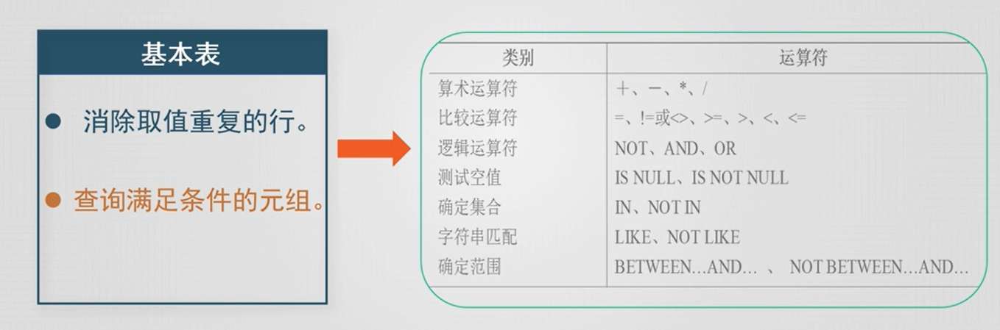 基本表
● 消除取值重复的行。
● 查询满足条件的元组。
类别 运算符
算术运算符 +、-、*、/
比较运算符 =、!=或<>、>=、>、<、<=
逻辑运算符 NOT、AND、OR
测试空值 IS NULL、IS NOT NULL
确定集合 IN、NOT IN
字符串匹配 LIKE、NOT LIKE
确定范围 BETWEEN…AND… 、 NOT BETWEEN…AND…